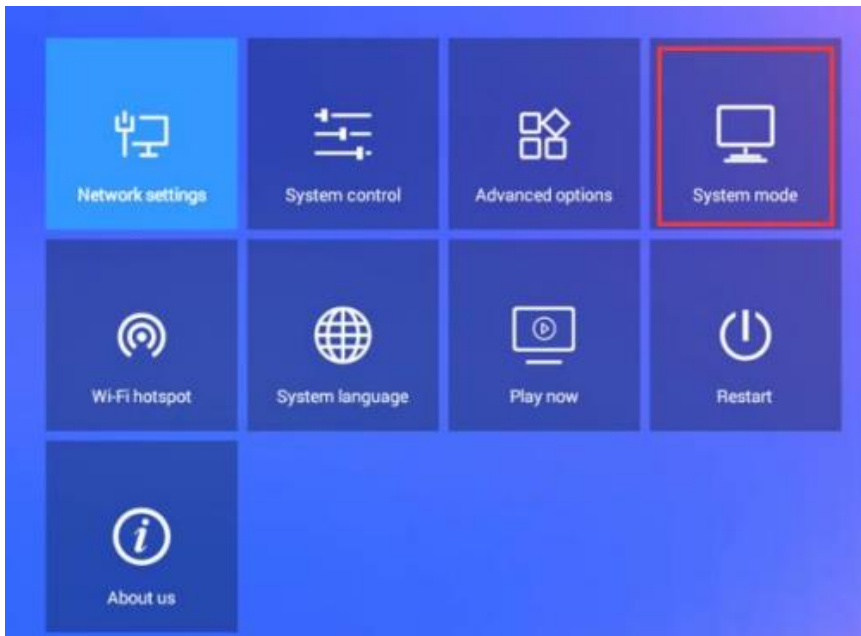 Network settings
System control
Advanced options
System mode
Wi-Fi hotspot
System language
Play now
Restart
About us